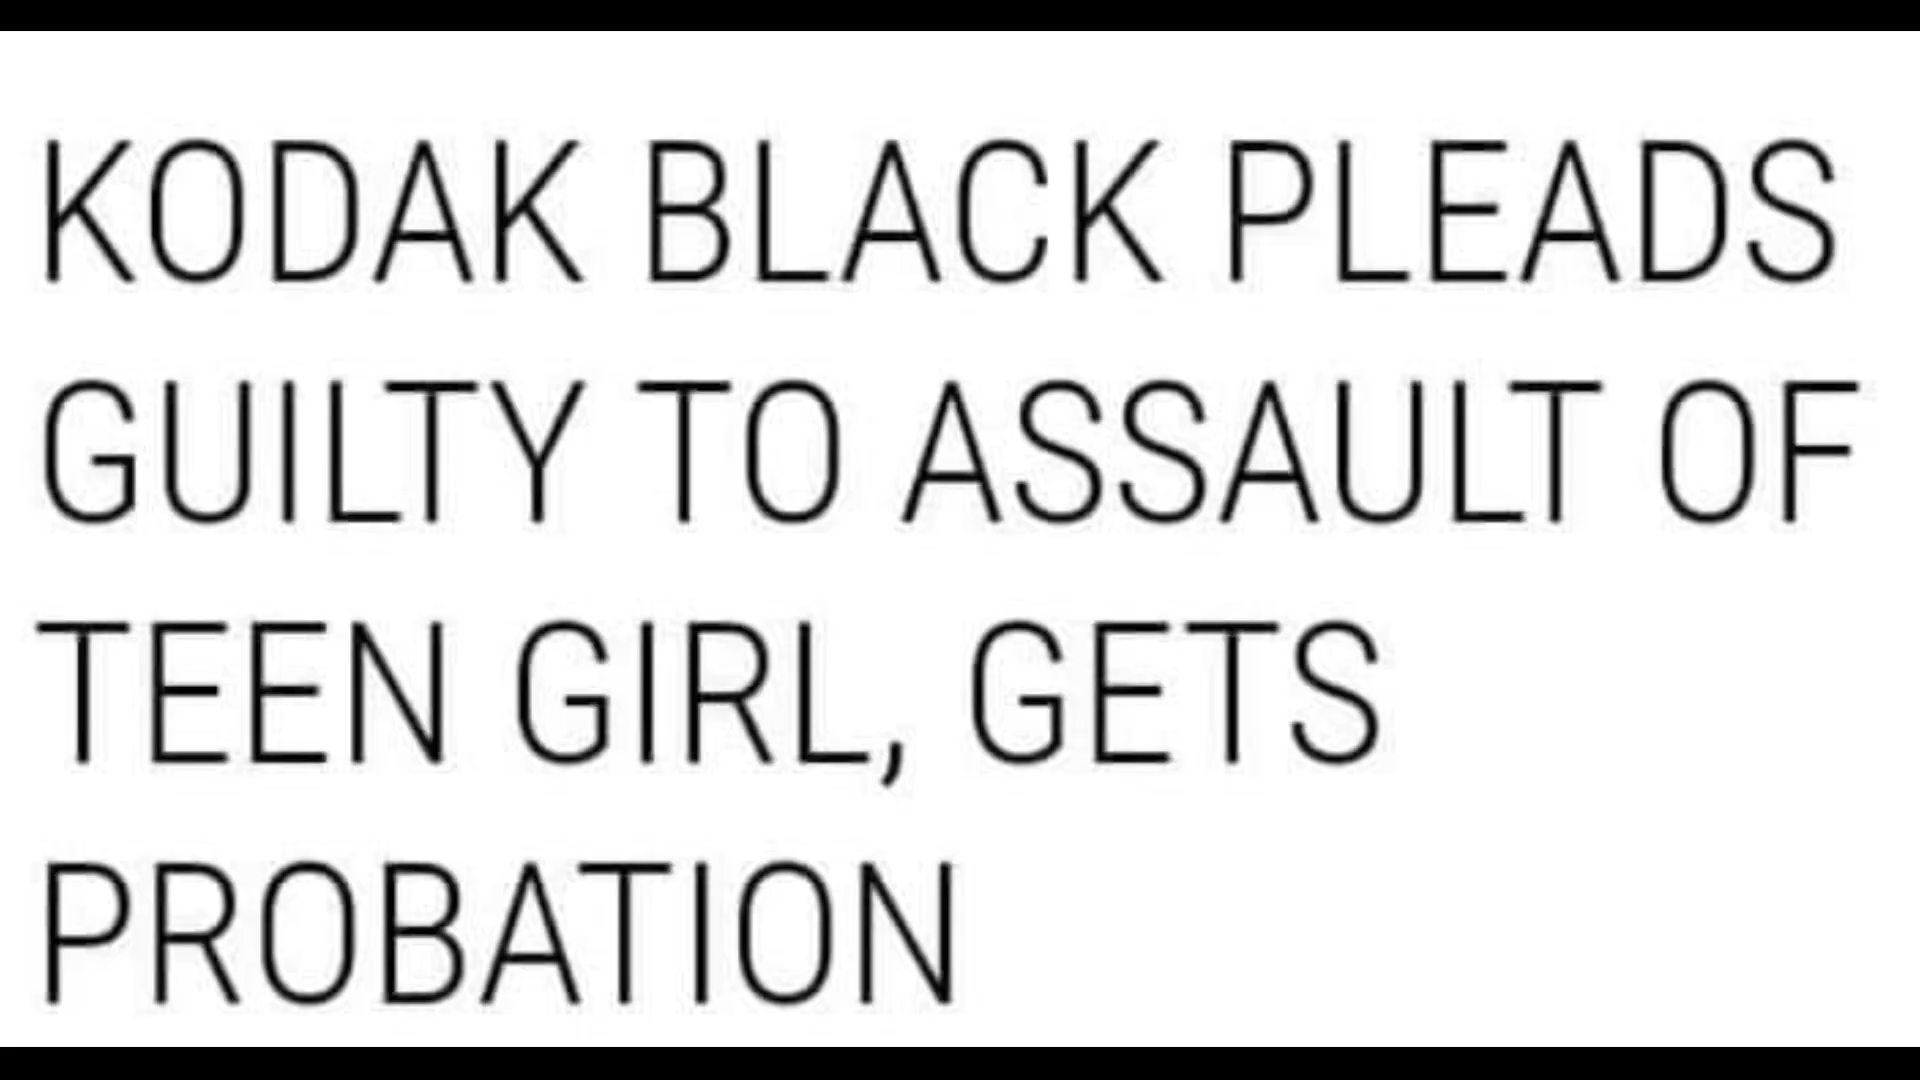 KODAK BLACK PLEADS
GUILTY TO ASSAULT OF
TEEN GIRL, GETS
PROBATION